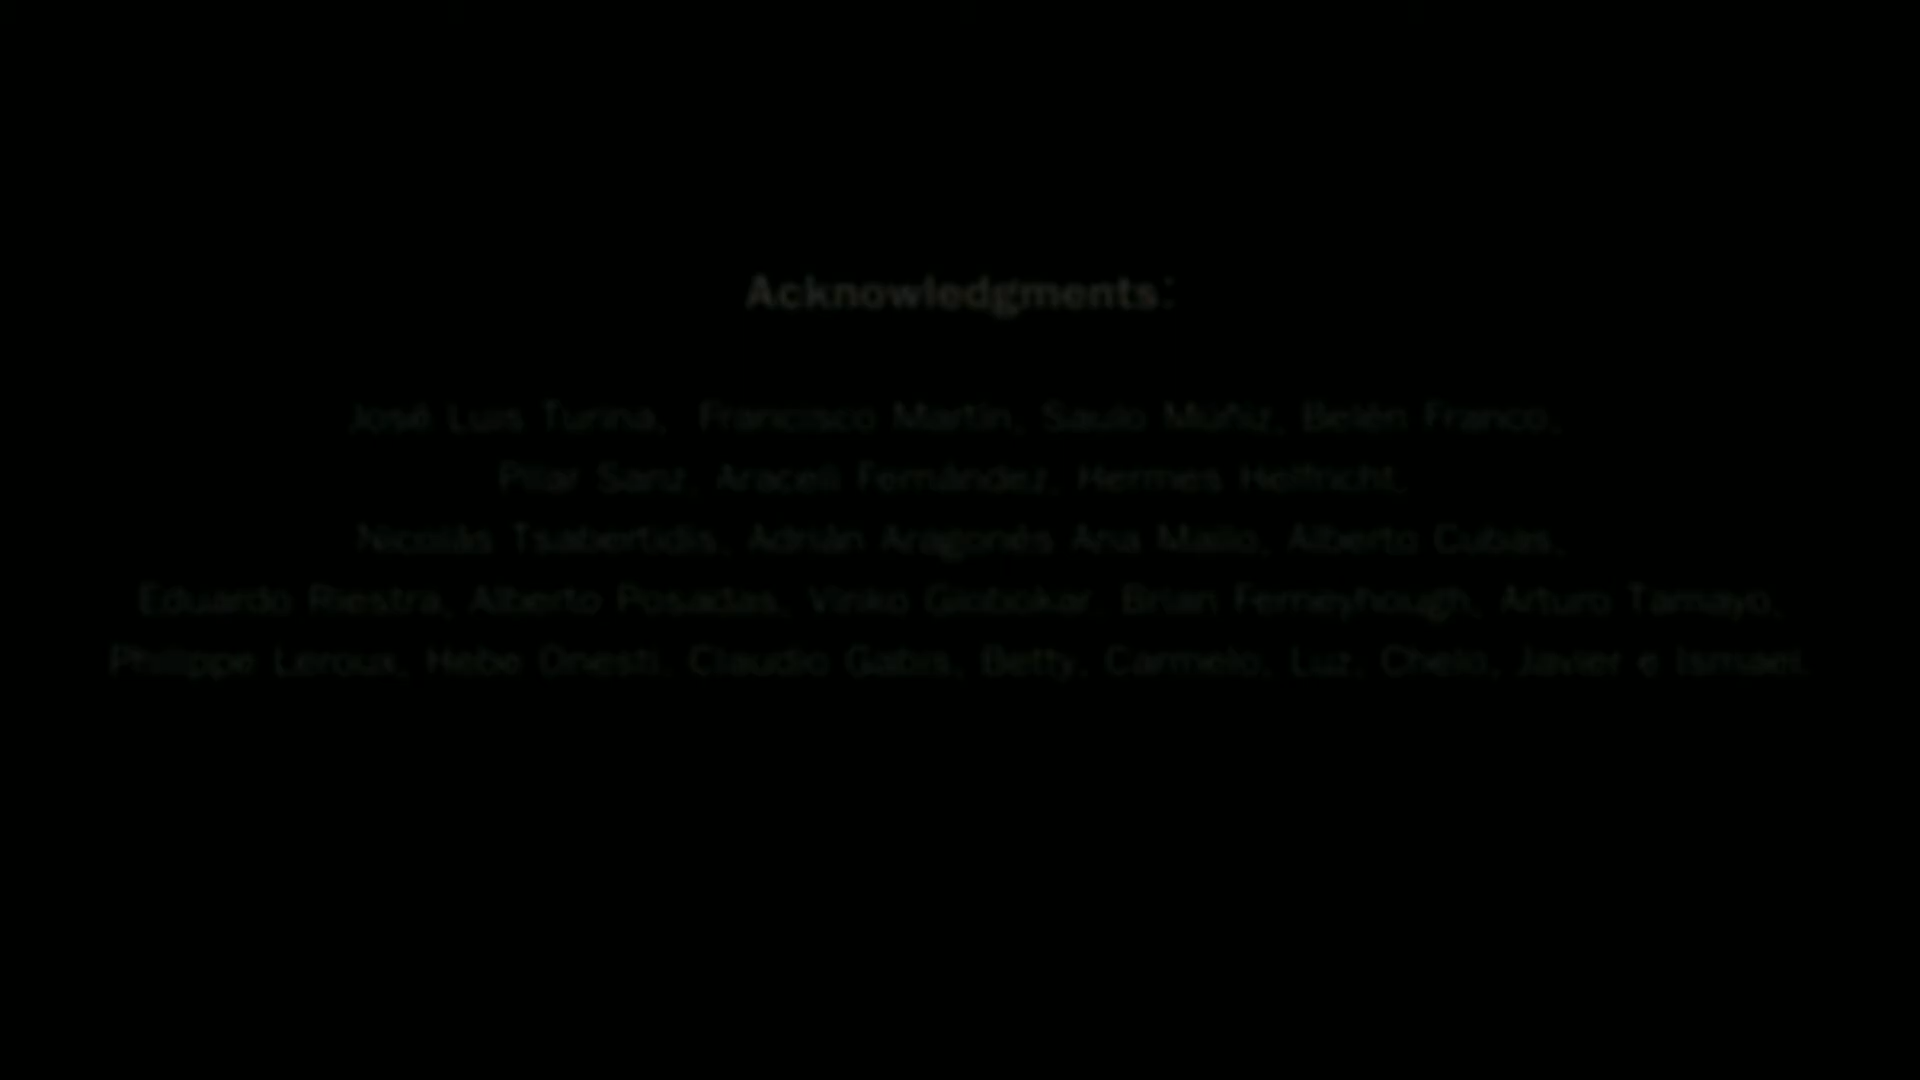 Acknowledgments:
José Luis Turina, Francisco Martín, Saulo Muñiz, Belén Franco,
Pilar Sanz, Araceli Fernández, Hermes Helfricht,
Nicolás Tsabertidis, Adrián Aragonés Ana Mailo, Alberto Cubas,
Eduardo Riestra, Alberto Posadas, Vinko Globokar, Brian Ferneyhough, Arturo Tamayo,
Philippe Leroux, Hebe Onesti, Claudio Gabis, Betty, Carmelo, Luz, Chelo, Javier e Ismael.